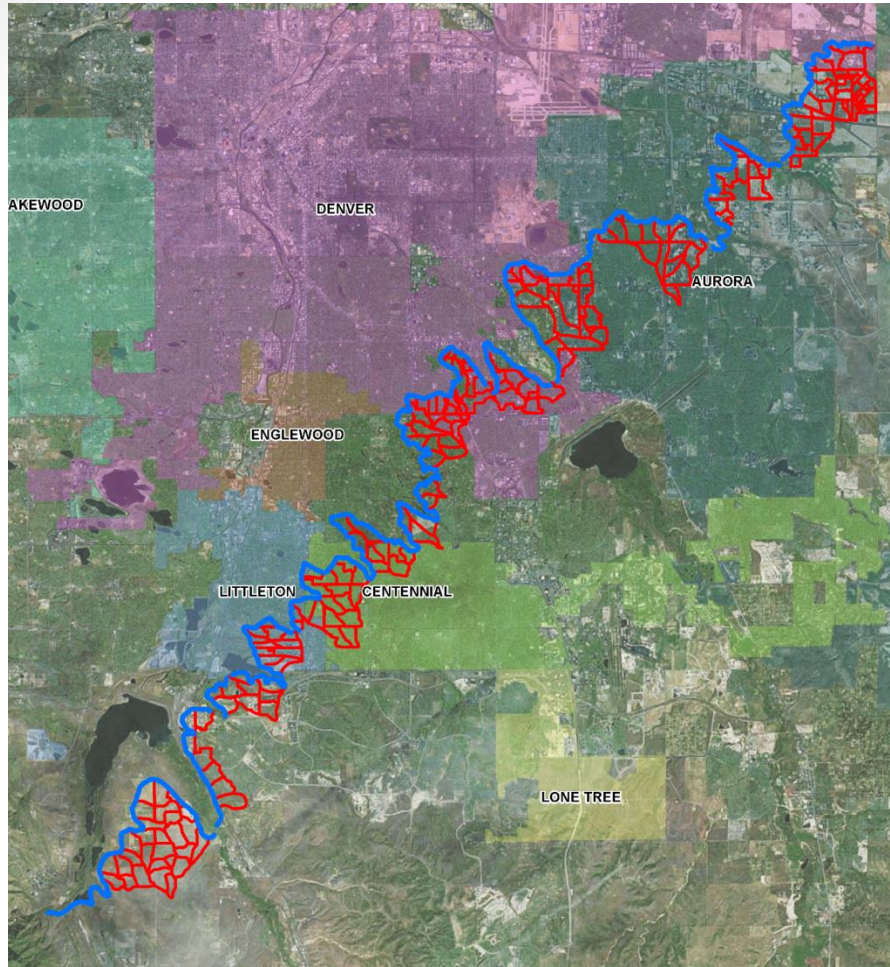 AKEWOOD
DENVER
AURORA
ENGLEWOOD
LITTLETON
CENTENNIAL
LONE TREE